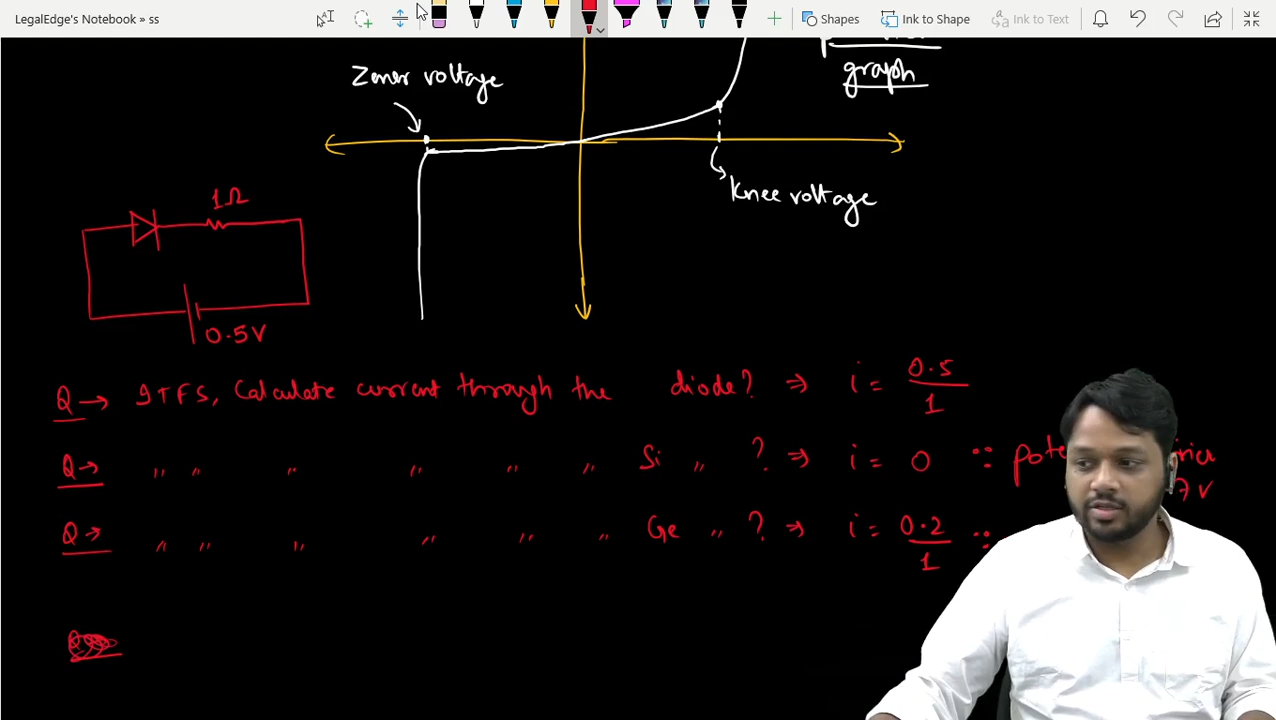 LegalEdge's Notebook » ss
Shapes
Ink to Shape
Ink to Text
graph
Zener voltage
Knee voltage
1Ω
0.5V
Q → ITFS, Calculate current through the diode? ⇒ i = 0.5/1
Q → " " " " " " Si " ? ⇒ i = 0 ∵
7 V
Q → " " " " " " Ge " ? ⇒ i = 0.2/1 ∵